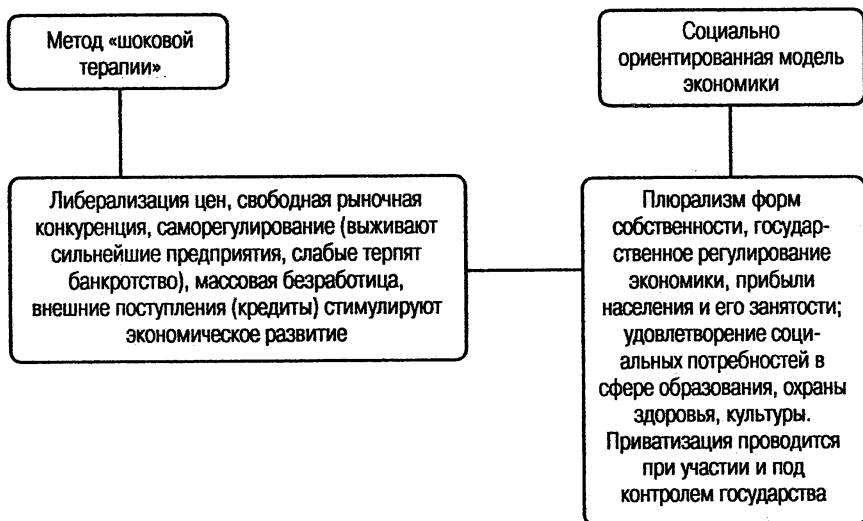 Метод «шоковой
терапии»
Социально
ориентированная модель
экономики
Либерализация цен, свободная рыночная
конкуренция, саморегулирование (выживают
сильнейшие предприятия, слабые терпят
банкротство), массовая безработица,
внешние поступления (кредиты) стимулируют
экономическое развитие
Плюрализм форм
собственности, государ-
ственное регулирование
экономики, прибыли
населения и его занятости;
удовлетворение соци-
альных потребностей в
сфере образования, охраны
здоровья, культуры.
Приватизация проводится
при участии и под
контролем государства